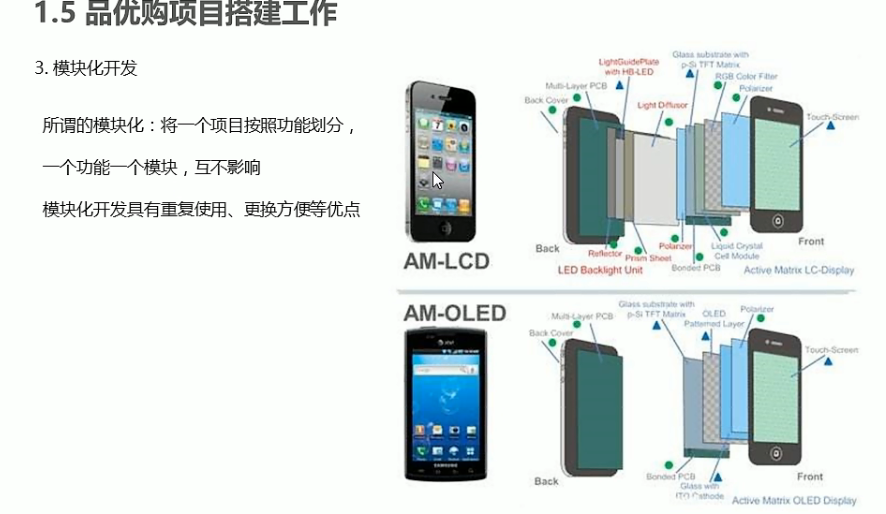 1.5 品优购项目搭建工作
3. 模块化开发
所谓的模块化：将一个项目按照功能划分，
一个功能一个模块，互不影响
模块化开发具有重复使用、更换方便等优点
AM-LCD
Back Cover
Multi-Layer PCB
LightGuidePlate
with HB-LED
Light Diffusor
Glass substrate with
p-Si TFT Matrix
RGB Color Filter
Polarizer
Touch-Screen
Back
Reflector
Prism Sheet
LED Backlight Unit
Polarizer
Bonded PCB
Liquid Crystal
Cell Module
Front
Active Matrix LC-Display
AM-OLED
Back Cover
Multi-Layer PCB
Glass substrate with
p-Si TFT Matrix
OLED
Patterned Layer
Polarizer
Touch-Screen
at&t
SAMSUNG
Back
Bonded PCB
Glass with
ITO Cathode
Front
Active Matrix OLED Display